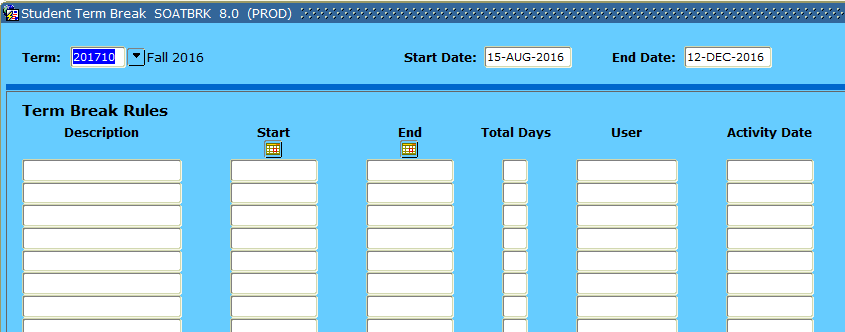 Student Term Break SOATBRK 8.0 (PROD)
Term: 201710 Fall 2016 Start Date: 15-AUG-2016 End Date: 12-DEC-2016
Term Break Rules
Description Start End Total Days User Activity Date